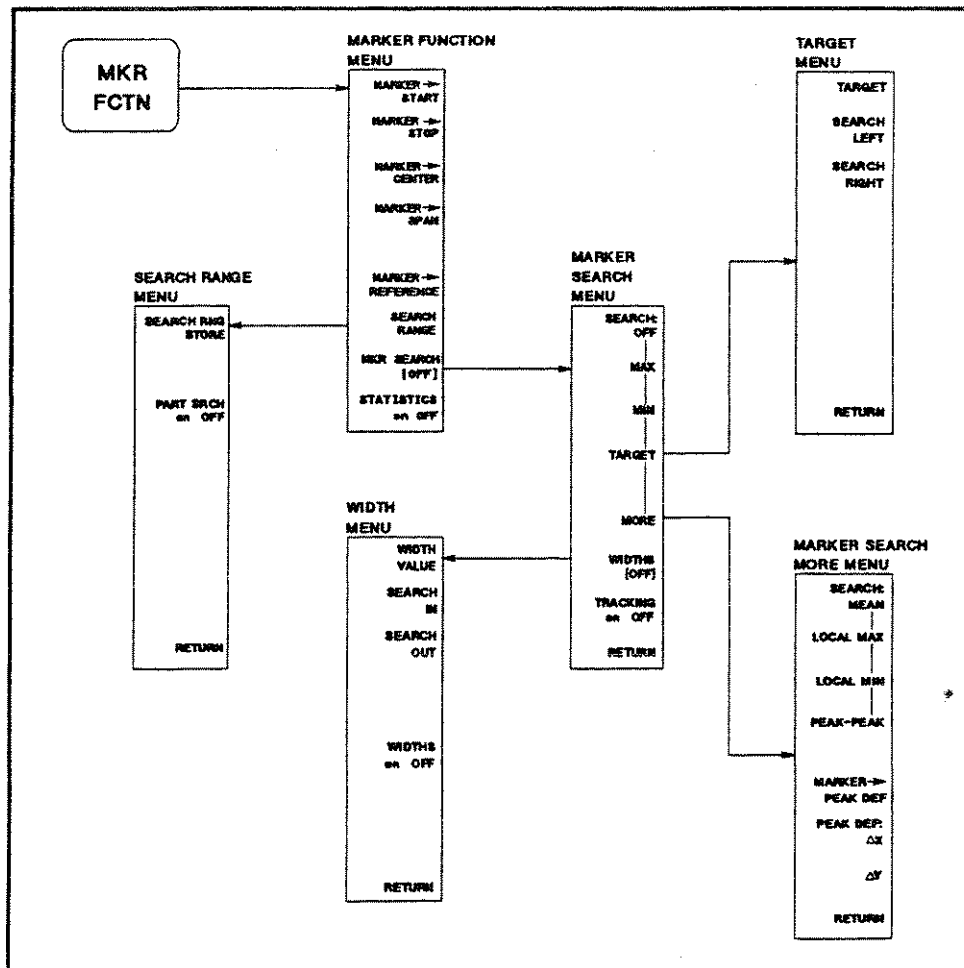 MKR
FCTN
MARKER FUNCTION
MENU
MARKER→
START
MARKER→
STOP
MARKER→
CENTER
MARKER→
SPAN
MARKER→
REFERENCE
SEARCH
RANGE
MKR SEARCH
[OFF]
STATISTICS
on OFF
SEARCH RANGE
MENU
SEARCH RNG
STORE
PART SRCH
on OFF
RETURN
MARKER
SEARCH
MENU
SEARCH:
OFF
MAX
MIN
TARGET
MORE
WIDTHS
[OFF]
TRACKING
on OFF
RETURN
TARGET
MENU
TARGET
SEARCH
LEFT
SEARCH
RIGHT
RETURN
WIDTH
MENU
WIDTH
VALUE
SEARCH
IN
SEARCH
OUT
WIDTHS
on OFF
RETURN
MARKER SEARCH
MORE MENU
SEARCH:
MEAN
LOCAL MAX
LOCAL MIN
PEAK-PEAK
MARKER→
PEAK DEF
PEAK DEF:
△X
△Y
RETURN